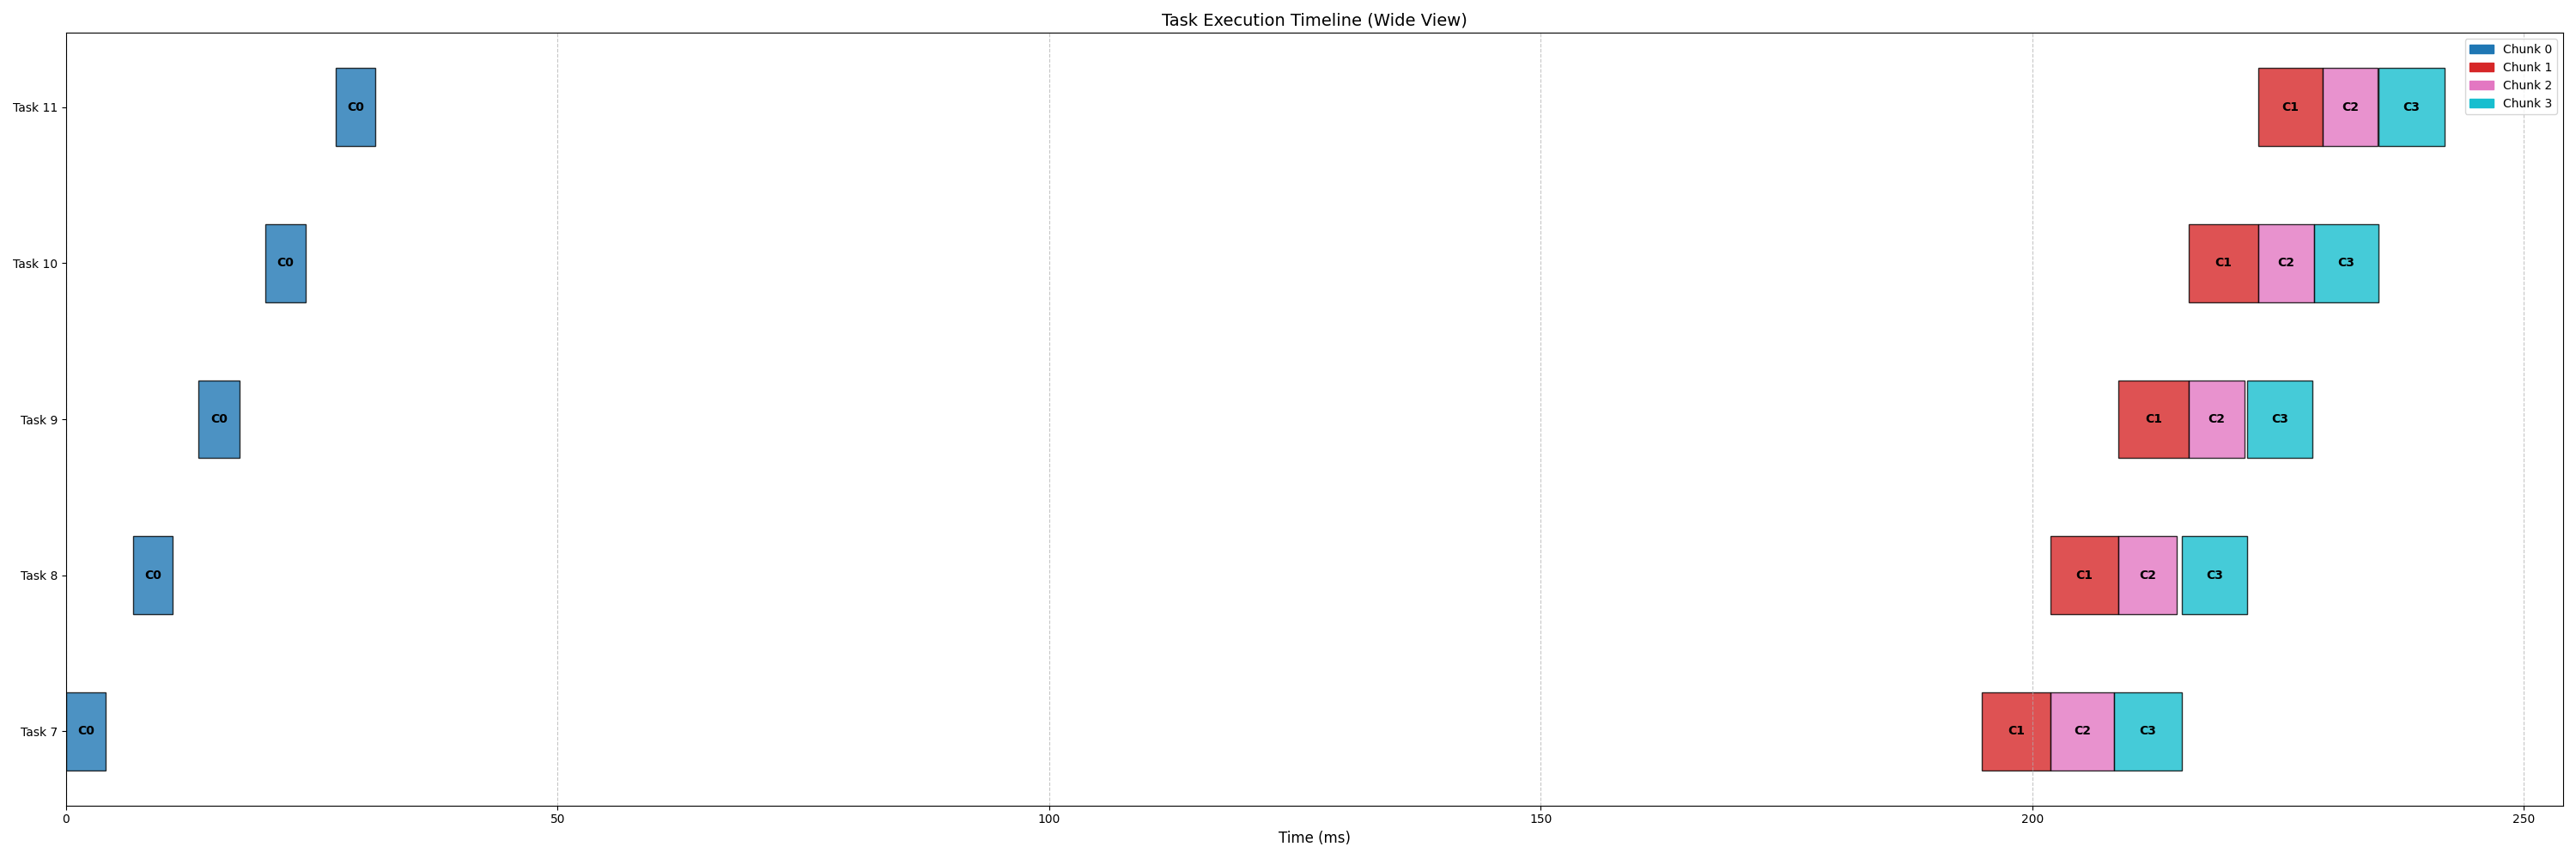 Task Execution Timeline (Wide View)
Chunk 0
Chunk 1
Chunk 2
Chunk 3
Task 11
C0
C1
C2
C3
Task 10
C0
C1
C2
C3
Task 9
C0
C1
C2
C3
Task 8
C0
C1
C2
C3
Task 7
C0
C1
C2
C3
0
50
100
150
200
250
Time (ms)